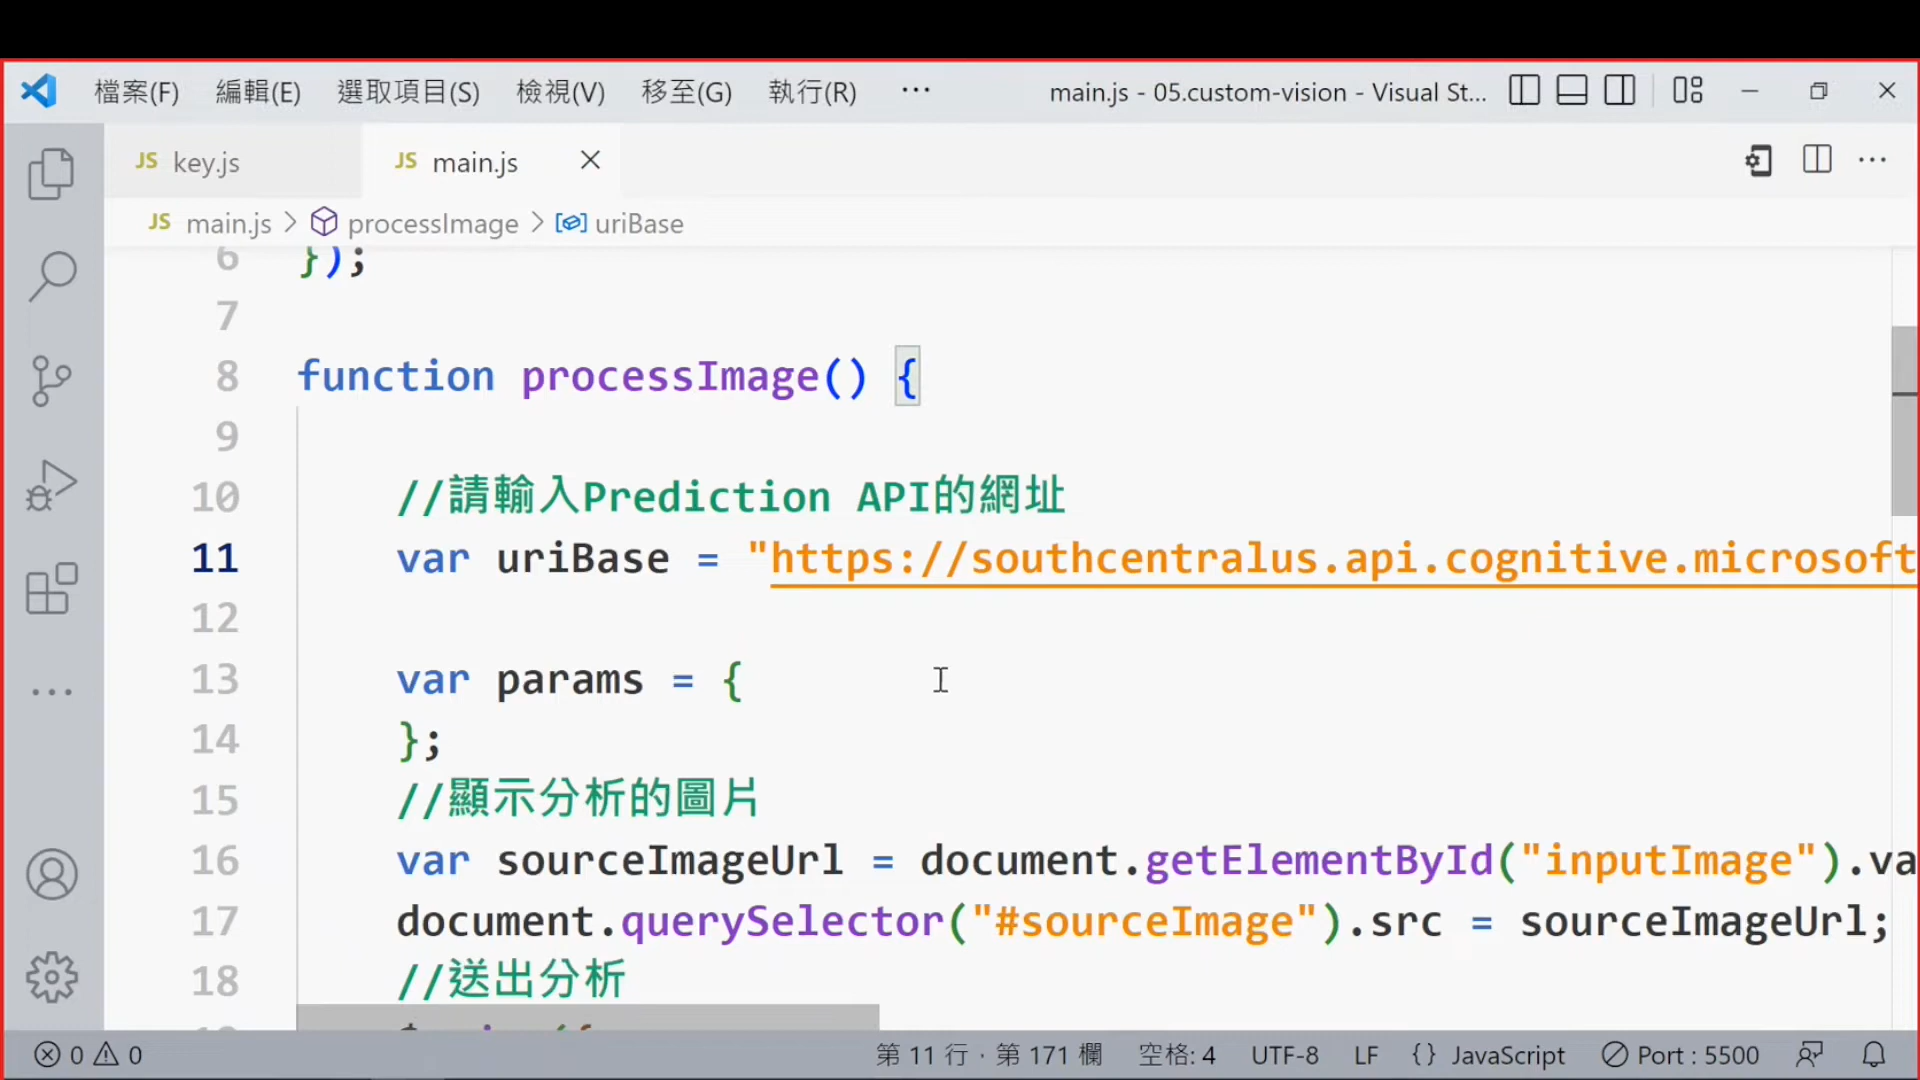 檔案(F) 編輯(E) 選取項目(S) 檢視(V) 移至(G) 執行(R) ··· main.js - 05.custom-vision - Visual St...
JS key.js JS main.js
JS main.js > processImage > uriBase
6 });
7
8 function processImage() {
9
10 //請輸入Prediction API的網址
11 var uriBase = "https://southcentralus.api.cognitive.microsoft
12
13 var params = {
14 };
15 //顯示分析的圖片
16 var sourceImageUrl = document.getElementById("inputImage").va
17 document.querySelector("#sourceImage").src = sourceImageUrl;
18 //送出分析
0 0 第 11 行，第 171 欄 空格: 4 UTF-8 LF {} JavaScript Port : 5500